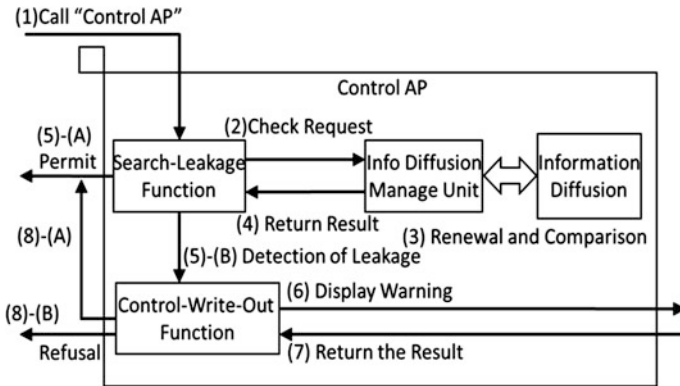 (1)Call “Control AP”
Control AP
(5)-(A)
Permit
(2)Check Request
Search-Leakage
Function
Info Diffusion
Manage Unit
Information
Diffusion
(4) Return Result
(3) Renewal and Comparison
(8)-(A)
(5)-(B) Detection of Leakage
Control-Write-Out
Function
(6) Display Warning
(8)-(B)
Refusal
(7) Return the Result